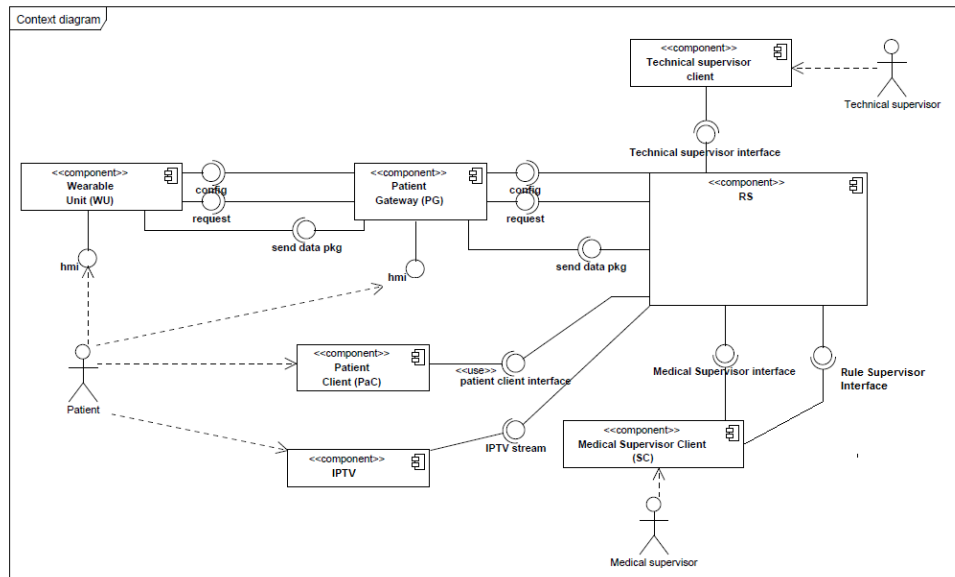 Context diagram
<<component>>
Technical supervisor
client
Technical supervisor
Technical supervisor interface
<<component>>
Wearable
Unit (WU)
config
request
<<component>>
Patient
Gateway (PG)
config
request
<<component>>
RS
send data pkg
send data pkg
hmi
hmi
<<component>>
Patient
Client (PaC)
<<use>>
patient client interface
Medical Supervisor interface
Rule Supervisor
Interface
Patient
<<component>>
IPTV
IPTV stream
<<component>>
Medical Supervisor Client
(SC)
Medical supervisor